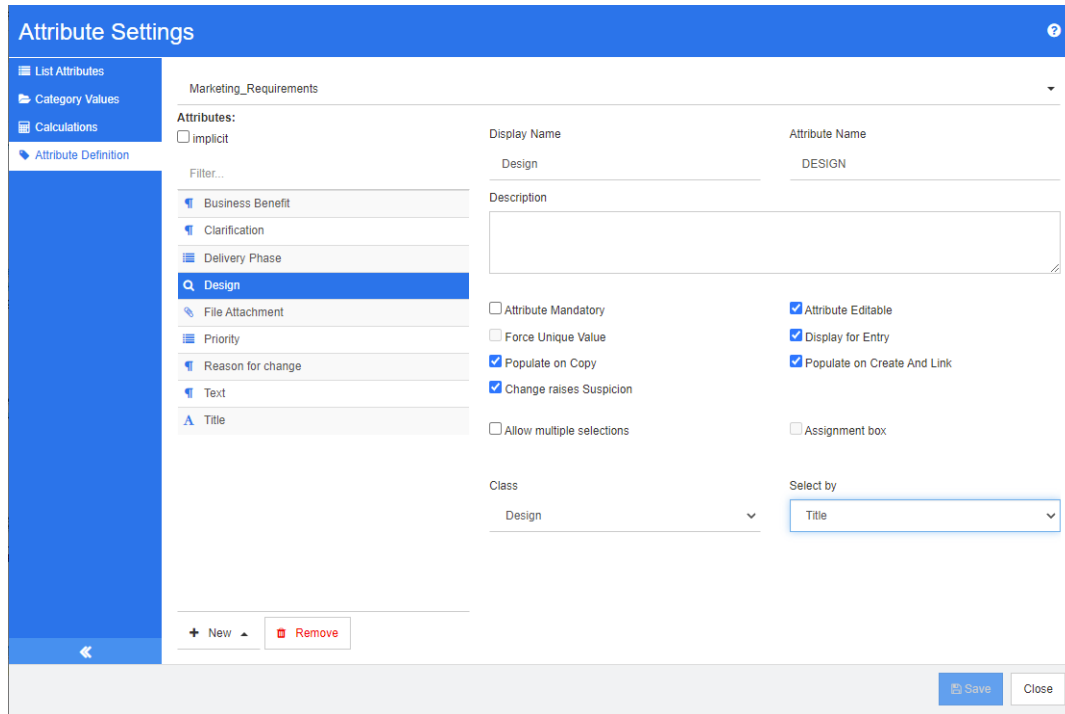 Attribute Settings
List Attributes
Category Values
Calculations
Attribute Definition
Marketing_Requirements
Attributes:
implicit
Filter...
Business Benefit
Clarification
Delivery Phase
Design
File Attachment
Priority
Reason for change
Text
Title
New
Remove
Display Name
Attribute Name
Design
DESIGN
Description
Attribute Mandatory
Attribute Editable
Force Unique Value
Display for Entry
Populate on Copy
Populate on Create And Link
Change raises Suspicion
Allow multiple selections
Assignment box
Class
Select by
Design
Title
Save
Close